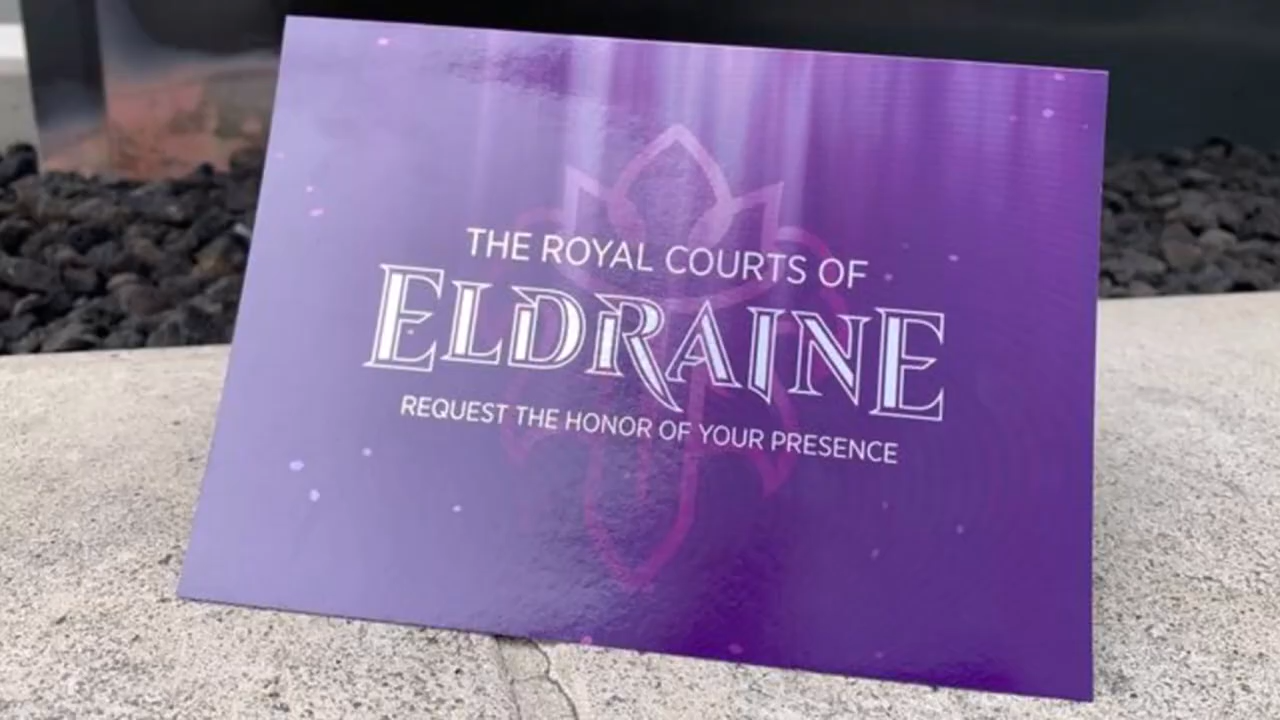 THE ROYAL COURTS OF
ELDRAINE
REQUEST THE HONOR OF YOUR PRESENCE